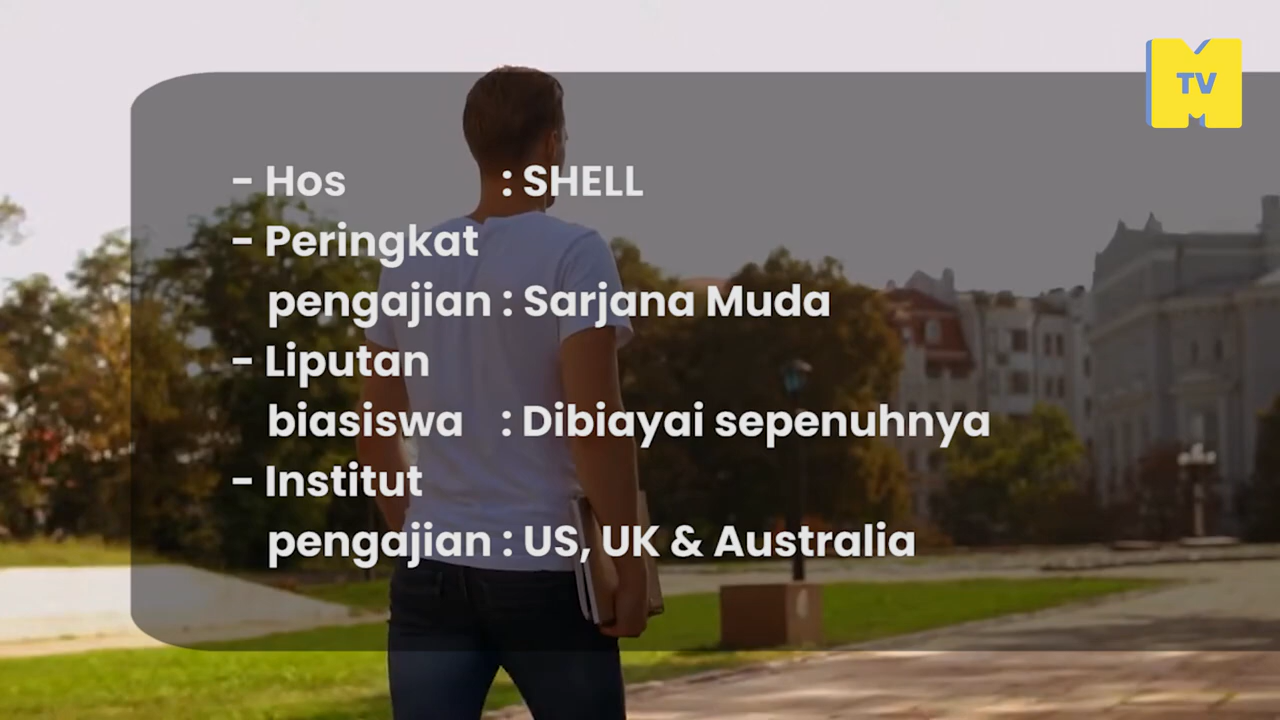 TV
- Hos : SHELL
- Peringkat
pengajian : Sarjana Muda
- Liputan
biasiswa : Dibiayai sepenuhnya
- Institut
pengajian : US, UK & Australia